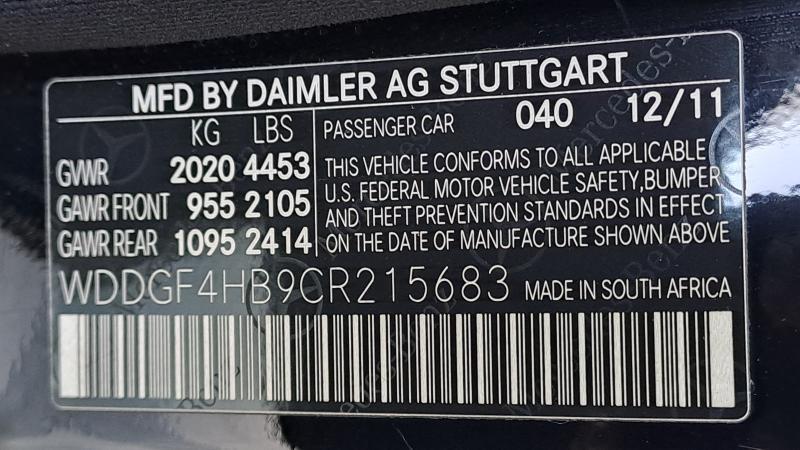 MFD BY DAIMLER AG STUTTGART
KG LBS
GVWR 2020 4453
GAWR FRONT 955 2105
GAWR REAR 1095 2414
PASSENGER CAR 040 12/11
THIS VEHICLE CONFORMS TO ALL APPLICABLE
U.S. FEDERAL MOTOR VEHICLE SAFETY,BUMPER
AND THEFT PREVENTION STANDARDS IN EFFECT
ON THE DATE OF MANUFACTURE SHOWN ABOVE
WDDGF4HB9CR215683 MADE IN SOUTH AFRICA